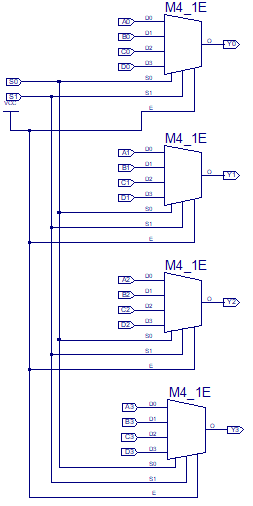 M4_1E
A0 D0
B0 D1
O Y0
C0 D2
D0 D3
S0 S0
S1 S1
VCC
E
M4_1E
A1 D0
B1 D1
O Y1
C1 D2
D1 D3
S0
S1
E
M4_1E
A2 D0
B2 D1
O Y2
C2 D2
D2 D3
S0
S1
E
M4_1E
A3 D0
B3 D1
O Y3
C3 D2
D3 D3
S0
S1
E